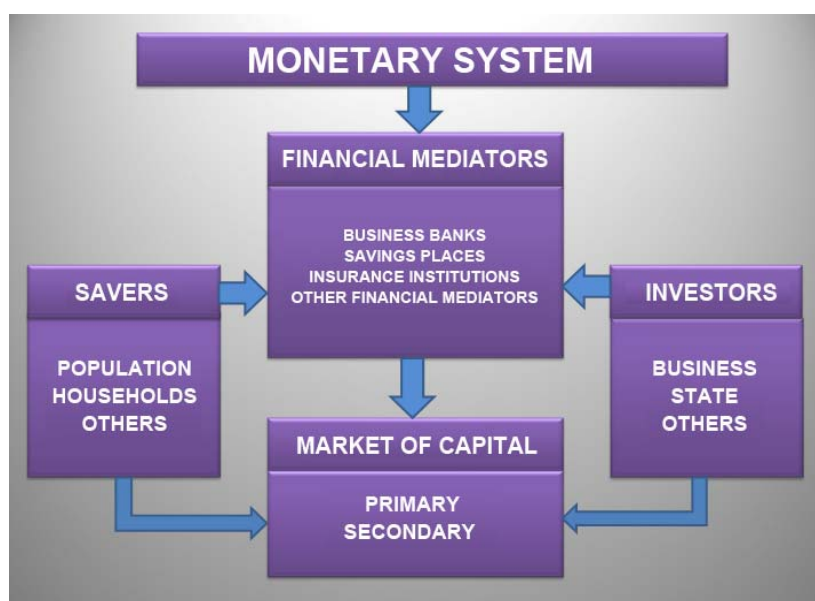 MONETARY SYSTEM
FINANCIAL MEDIATORS
BUSINESS BANKS
SAVINGS PLACES
INSURANCE INSTITUTIONS
OTHER FINANCIAL MEDIATORS
SAVERS
POPULATION
HOUSEHOLDS
OTHERS
INVESTORS
BUSINESS
STATE
OTHERS
MARKET OF CAPITAL
PRIMARY
SECONDARY